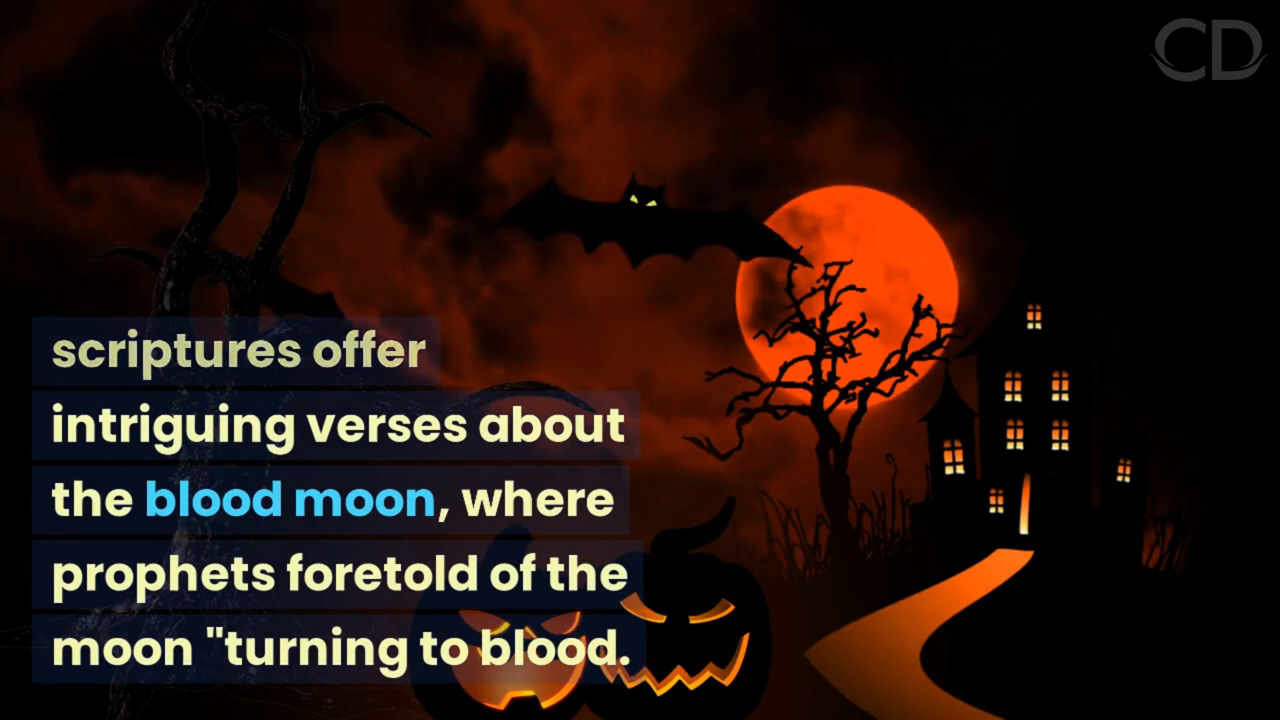 CD
scriptures offer
intriguing verses about
the blood moon, where
prophets foretold of the
moon "turning to blood.